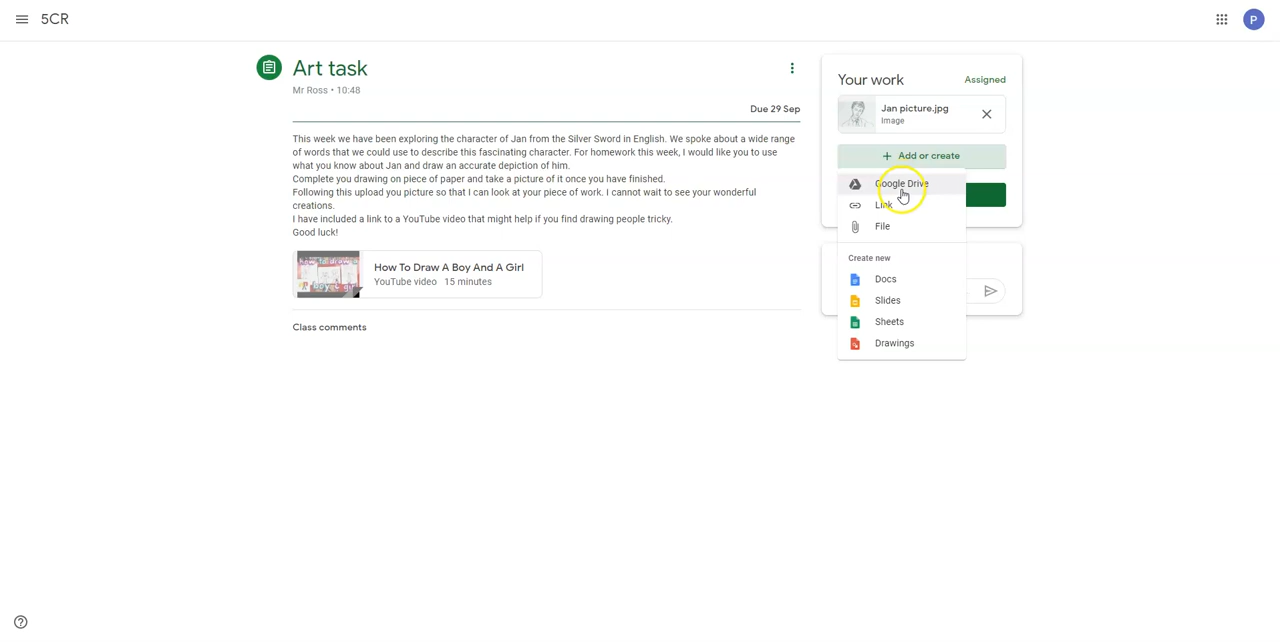 5CR
P
Art task
Mr Ross • 10:48
Due 29 Sep
This week we have been exploring the character of Jan from the Silver Sword in English. We spoke about a wide range
of words that we could use to describe this fascinating character. For homework this week, I would like you to use
what you know about Jan and draw an accurate depiction of him.
Complete you drawing on piece of paper and take a picture of it once you have finished.
Following this upload you picture so that I can look at your piece of work. I cannot wait to see your wonderful
creations.
I have included a link to a YouTube video that might help if you find drawing people tricky.
Good luck!
How To Draw A Boy And A Girl
YouTube video 15 minutes
Class comments
Your work
Assigned
Jan picture.jpg
Image
+ Add or create
Google Drive
Link
File
Create new
Docs
Slides
Sheets
Drawings